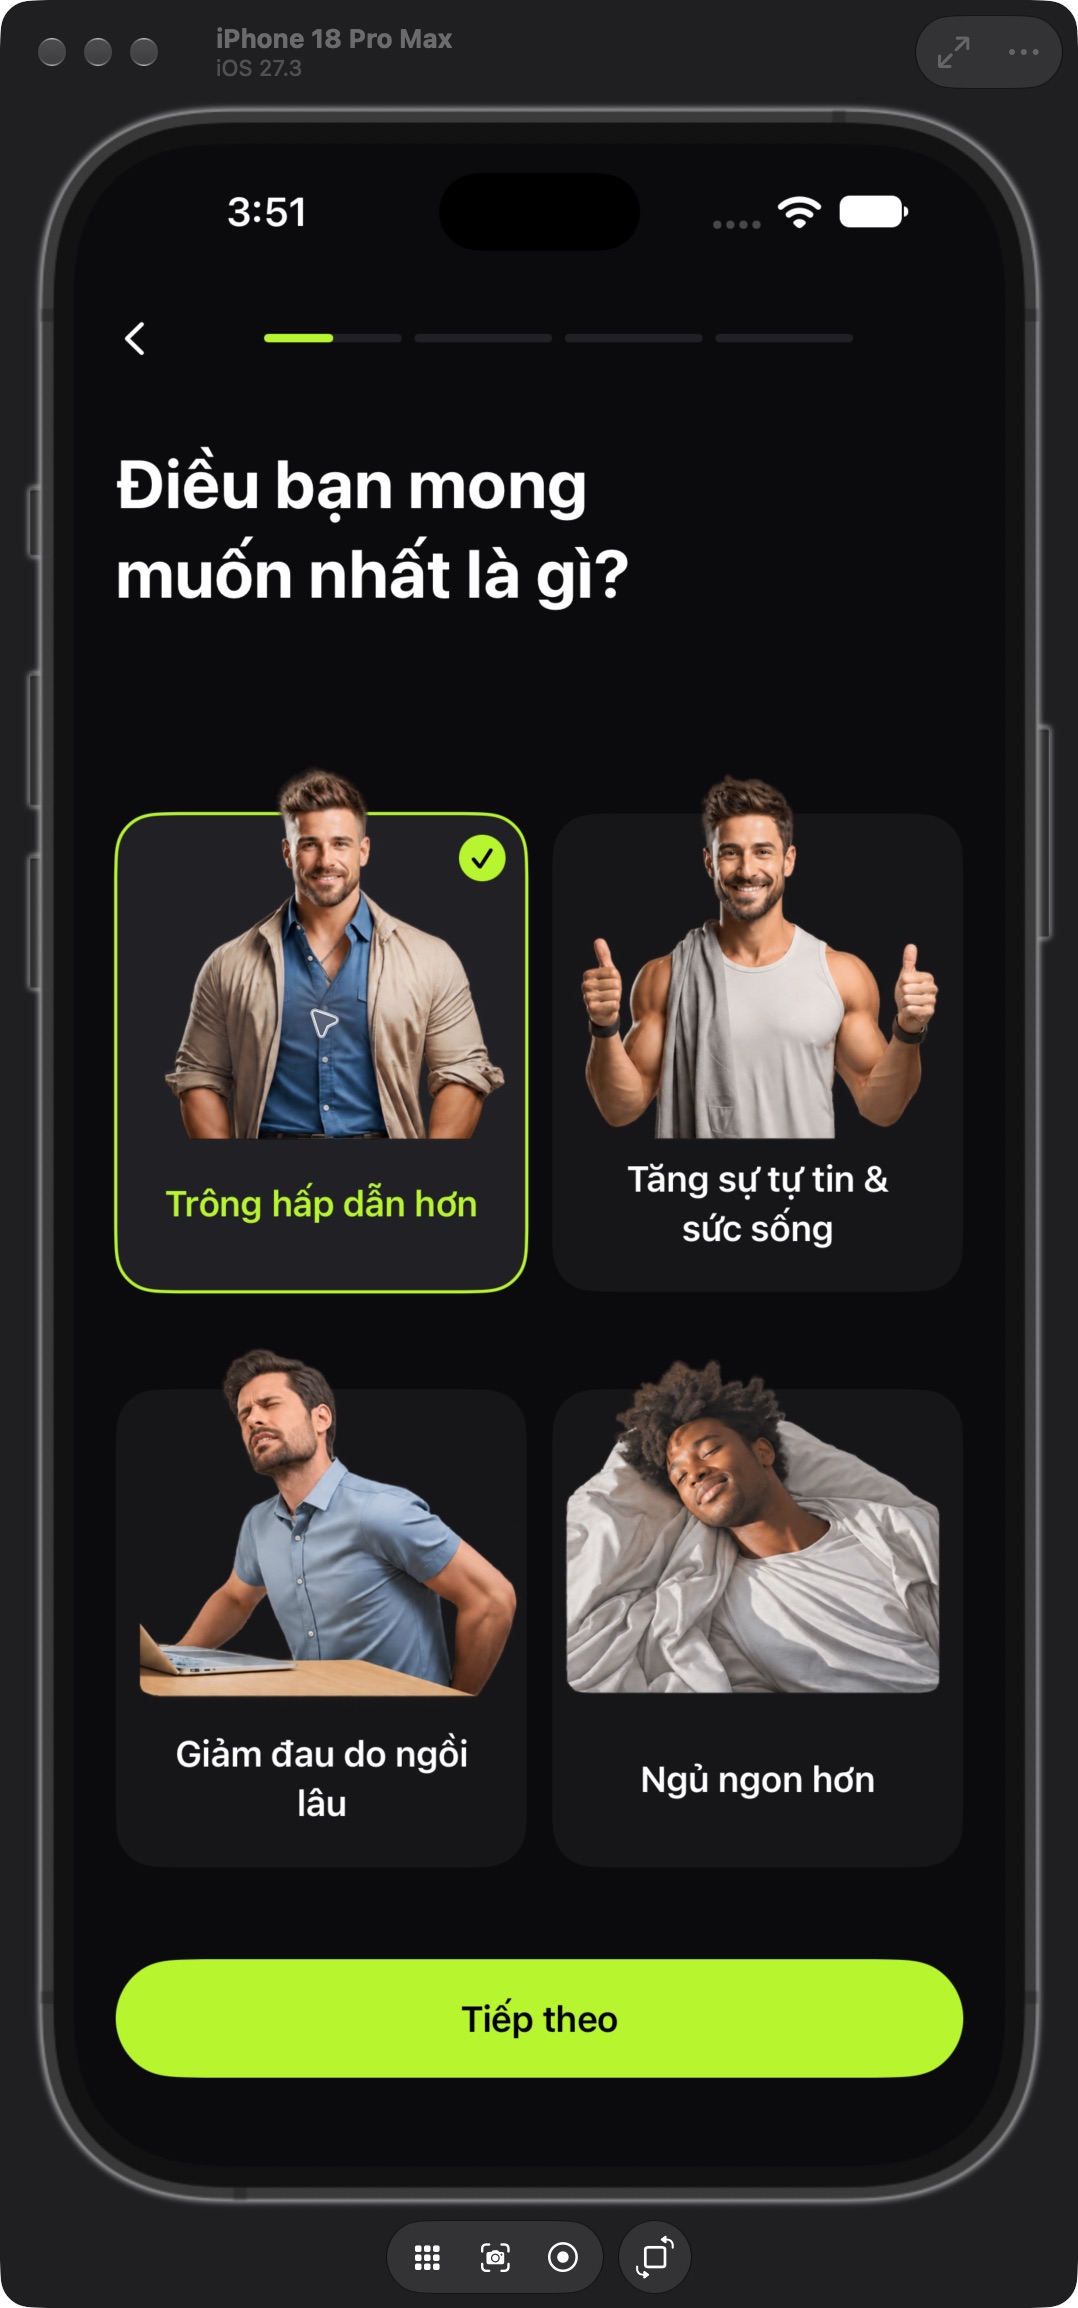 iPhone 18 Pro Max
iOS 27.3
3:51
Điều bạn mong
muốn nhất là gì?
Trông hấp dẫn hơn
Tăng sự tự tin &
sức sống
Giảm đau do ngồi
lâu
Ngủ ngon hơn
Tiếp theo